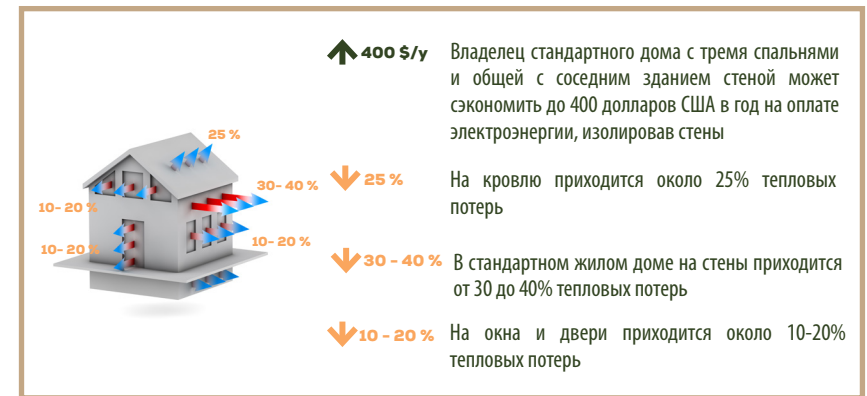 25 %
30- 40 %
10- 20 %
10- 20 %
10- 20 %
400 $/y
Владелец стандартного дома с тремя спальнями
и общей с соседним зданием стеной может
сэкономить до 400 долларов США в год на оплате
электроэнергии, изолировав стены
25 %
На кровлю приходится около 25% тепловых
потерь
30 - 40 %
В стандартном жилом доме на стены приходится
от 30 до 40% тепловых потерь
10 - 20 %
На окна и двери приходится около 10-20%
тепловых потерь